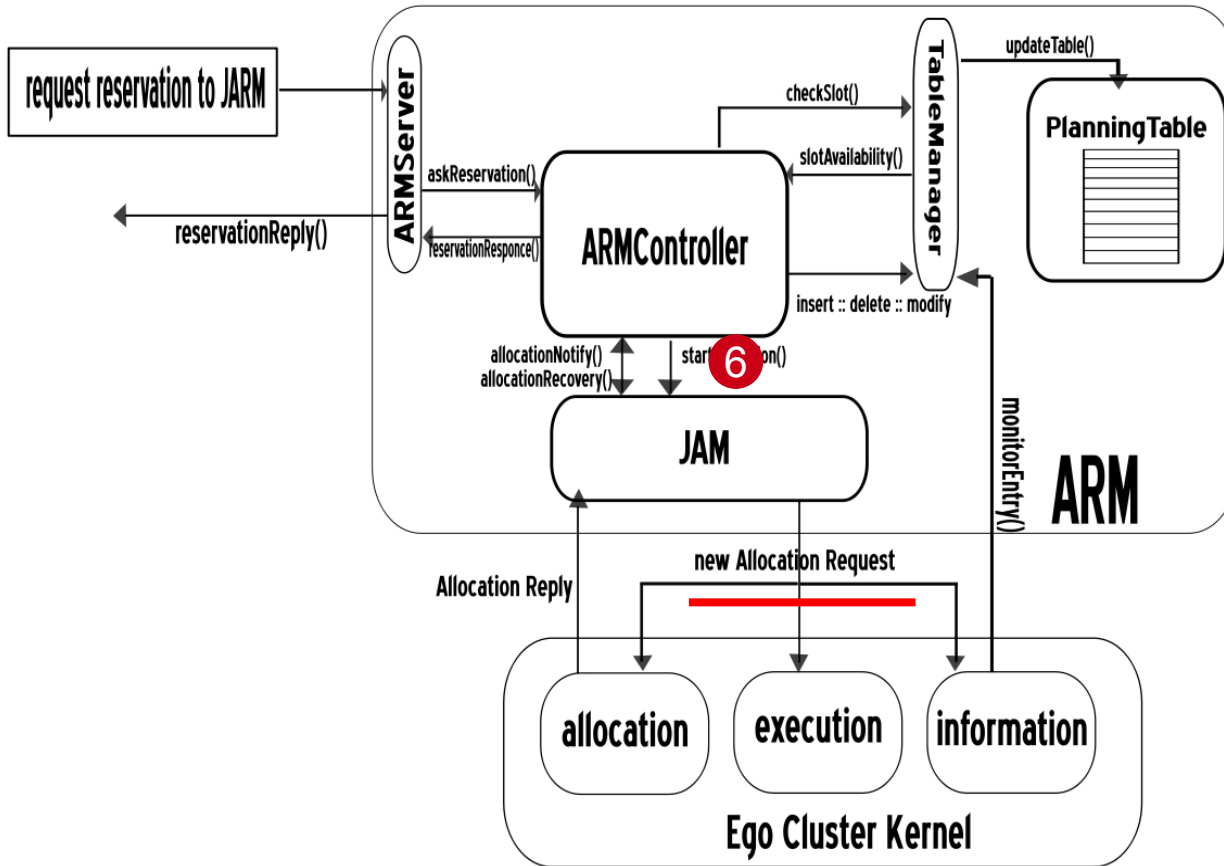 request reservation to JARM
ARMServer
TableManager
updateTable()
PlanningTable
checkSlot()
slotAvailability()
askReservation()
reservationReply()
reservationResponce()
ARMController
insert :: delete :: modify
allocationNotify()
allocationRecovery()
6
JAM
monitorEntry()
ARM
new Allocation Request
Allocation Reply
allocation
execution
information
Ego Cluster Kernel